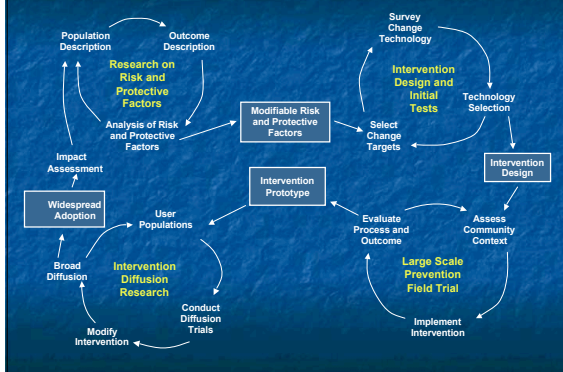 Population
Description
Outcome
Description
Research on
Risk and
Protective
Factors
Analysis of Risk
and Protective
Factors
Modifiable Risk
and Protective
Factors
Survey
Change
Technology
Intervention
Design and
Initial
Tests
Technology
Selection
Select
Change
Targets
Intervention
Design
Impact
Assessment
Widespread
Adoption
User
Populations
Intervention
Prototype
Evaluate
Process and
Outcome
Assess
Community
Context
Broad
Diffusion
Intervention
Diffusion
Research
Large Scale
Prevention
Field Trial
Conduct
Diffusion
Trials
Modify
Intervention
Implement
Intervention